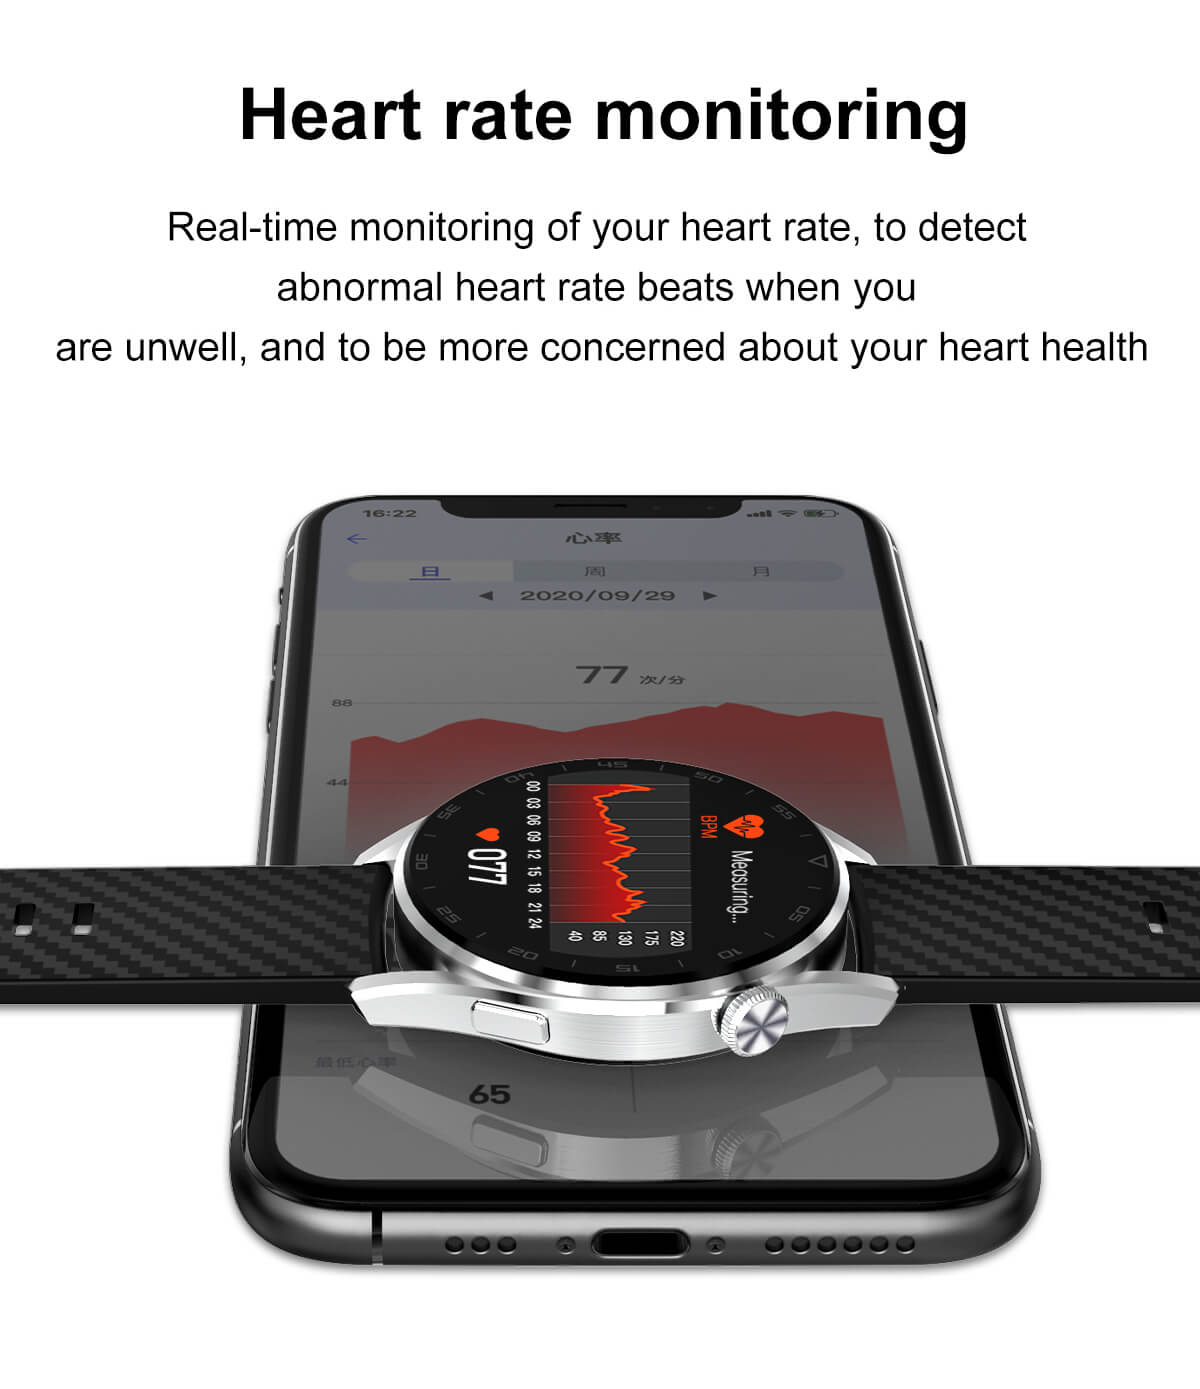 Heart rate monitoring
Real-time monitoring of your heart rate, to detect
abnormal heart rate beats when you
are unwell, and to be more concerned about your heart health
16:22
心率
日 周 月
2020/09/29
77 次/分
88
44
BPM Measuring...
220
175
130
85
40
00 03 06 09 12 15 18 21 24
077
45
50
55
05
10
15
20
25
30
35
40
最低心率
65